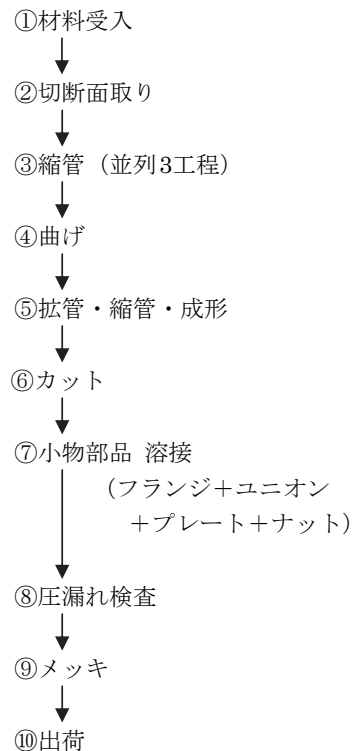 ①材料受入
②切断面取り
③縮管（並列3工程）
④曲げ
⑤拡管・縮管・成形
⑥カット
⑦小物部品 溶接
（フランジ＋ユニオン
＋プレート＋ナット）
⑧圧漏れ検査
⑨メッキ
⑩出荷